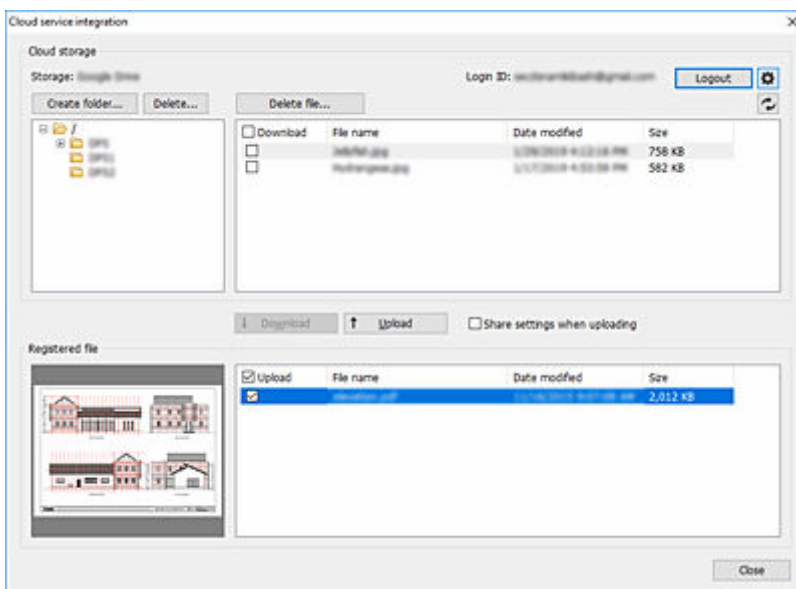 Cloud service integration
Cloud storage
Storage:
Login ID:
Logout
Create folder...
Delete...
Delete file...
/
Download
File name
Date modified
Size
758 KB
582 KB
Download
Upload
Share settings when uploading
Registered file
Upload
File name
Date modified
Size
2,012 KB
Close